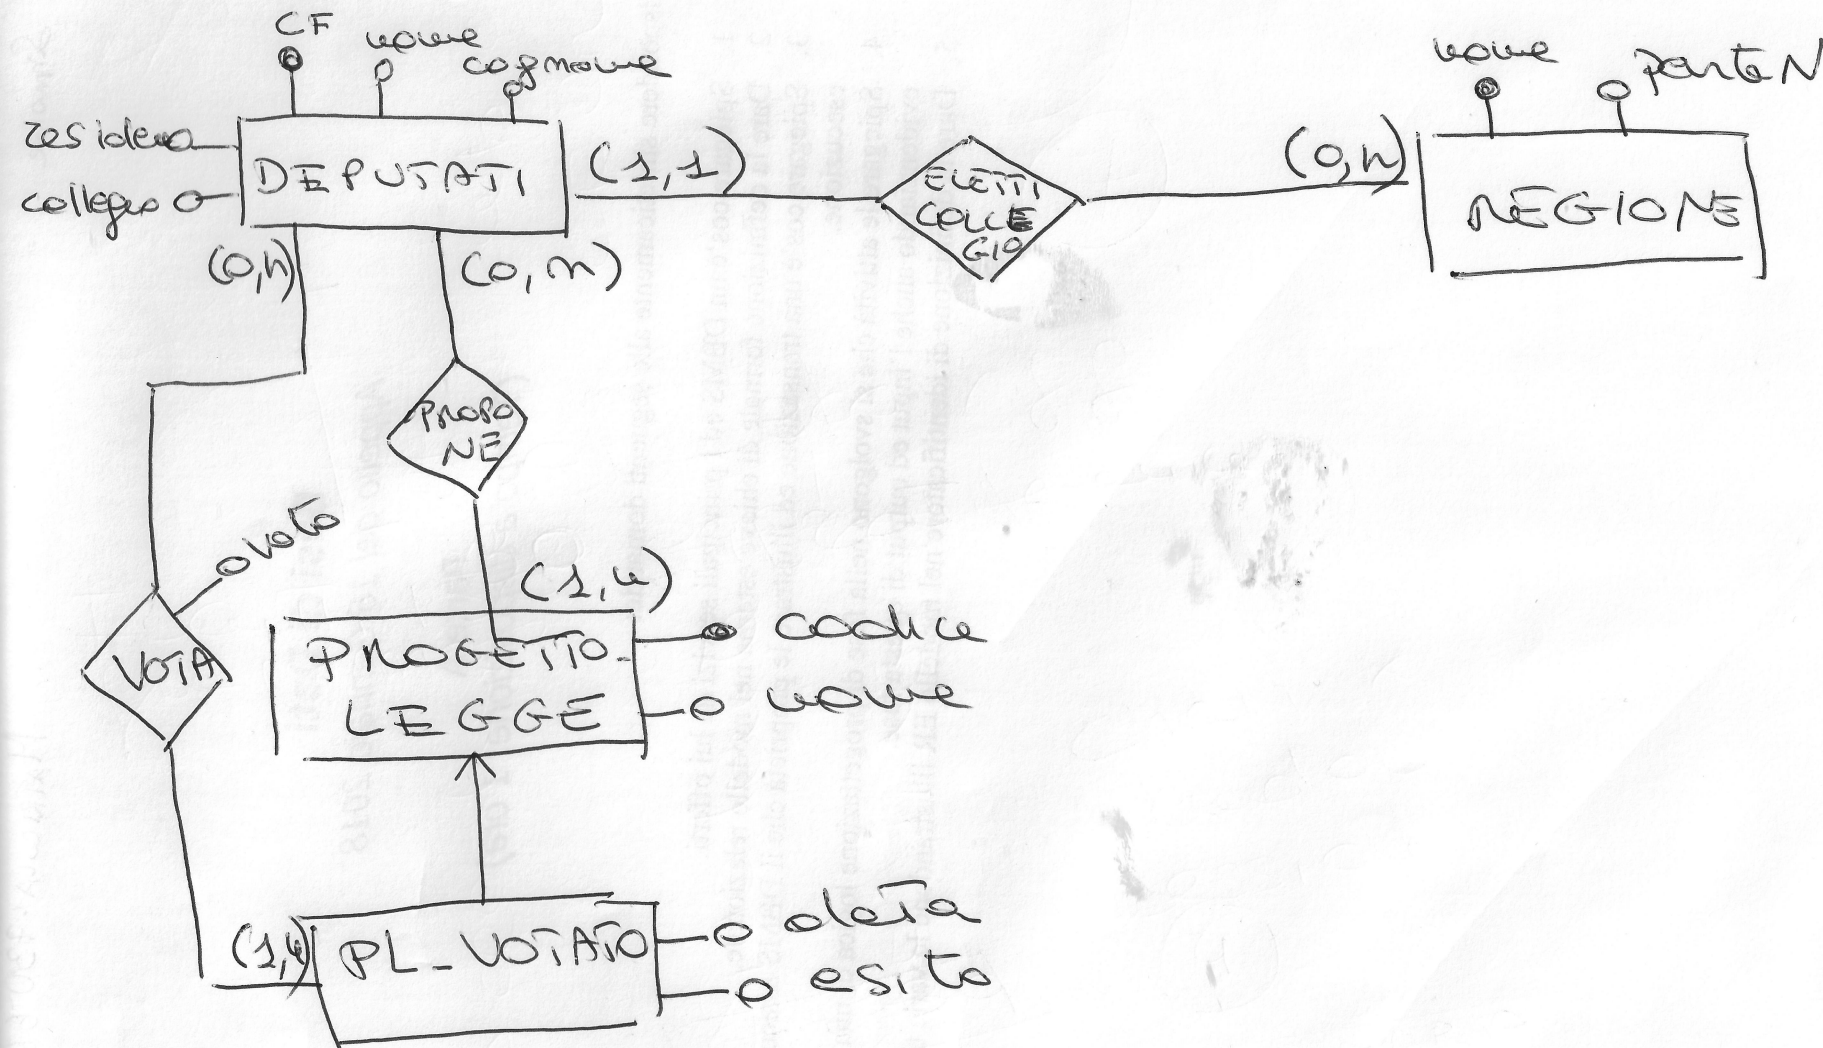 CF
nome
cognome
nome
parteN
residenza
collegio
DEPUTATI
(1,1)
ELETTI
COLLE
GIO
(0,n)
REGIONE
(0,n)
(0,n)
PROPO
NE
voto
(1,n)
VOTA
PROGETTO_
LEGGE
codice
nome
(1,n)
PL_VOTATO
data
esito